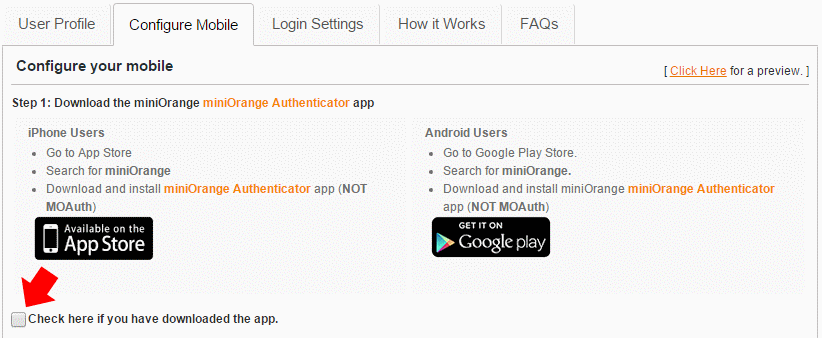 User Profile
Configure Mobile
Login Settings
How it Works
FAQs
Configure your mobile
[ Click Here for a preview. ]
Step 1: Download the miniOrange miniOrange Authenticator app
iPhone Users
Go to App Store
Search for miniOrange
Download and install miniOrange Authenticator app (NOT
MOAuth)
Available on the
App Store
Android Users
Go to Google Play Store.
Search for miniOrange.
Download and install miniOrange miniOrange Authenticator
app (NOT MOAuth)
GET IT ON
Google play
Check here if you have downloaded the app.